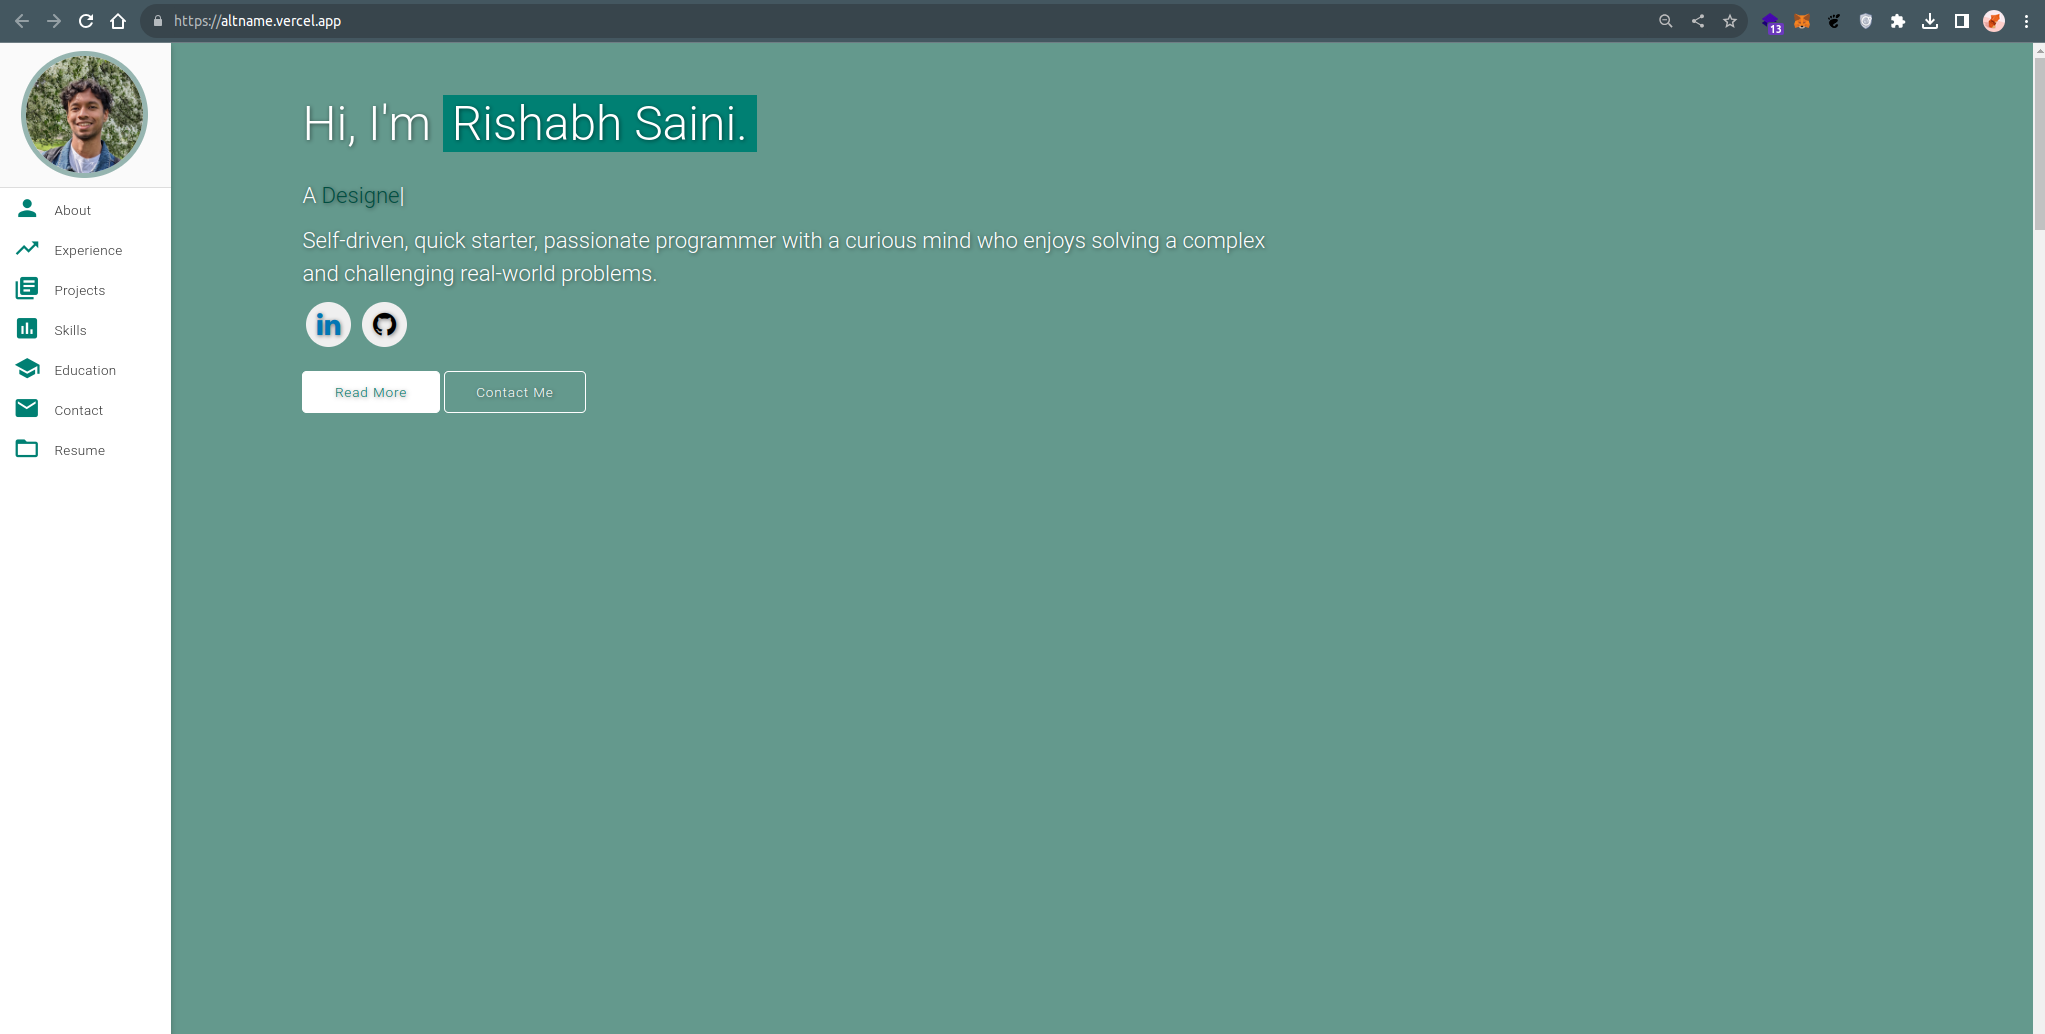 https://altname.vercel.app
13
Hi, I'm Rishabh Saini.
A Designe|
Self-driven, quick starter, passionate programmer with a curious mind who enjoys solving a complex
and challenging real-world problems.
in
Read More
Contact Me
About
Experience
Projects
Skills
Education
Contact
Resume